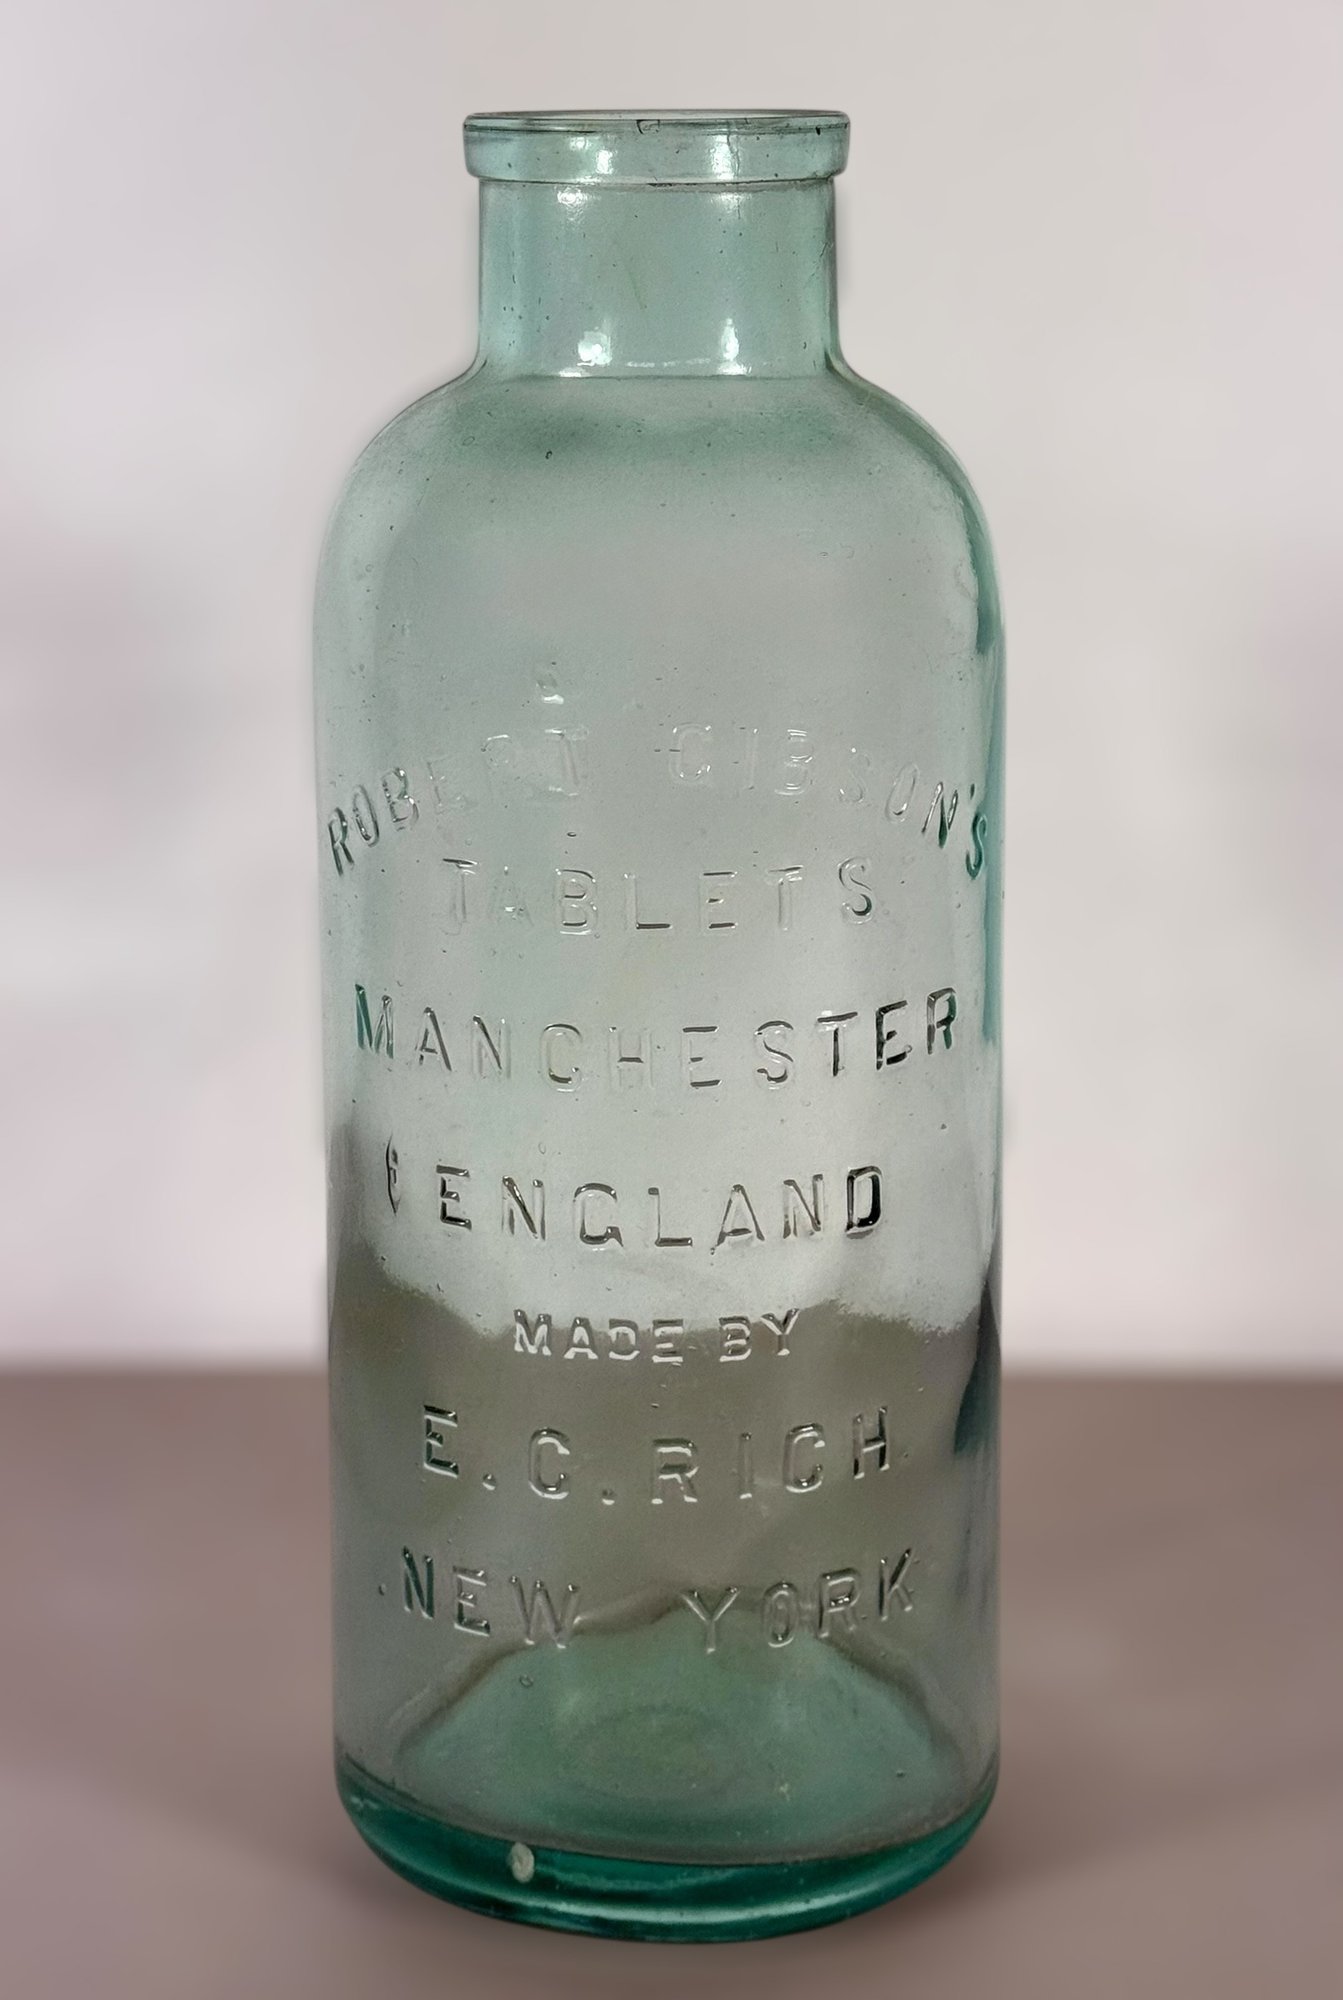 ROBERT GIBSON'S
TABLETS
MANCHESTER
ENGLAND
MADE BY
E.C.RICH
NEW YORK